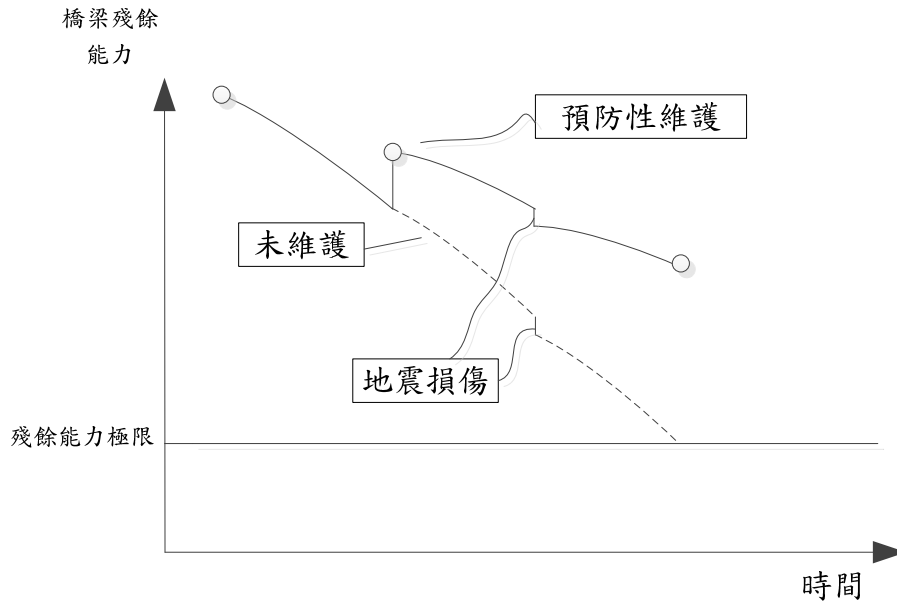 橋梁殘餘
能力
預防性維護
未維護
地震損傷
殘餘能力極限
時間